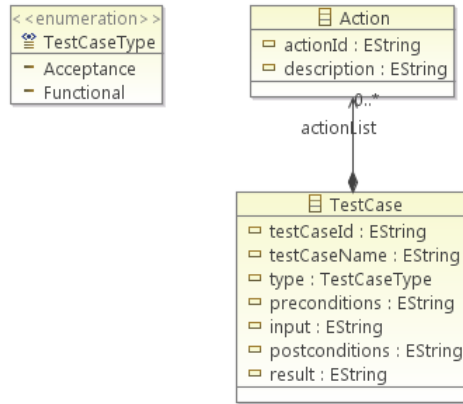 <<enumeration>>
TestCaseType
Acceptance
Functional
Action
actionId : EString
description : EString
0..*
actionList
TestCase
testCaseId : EString
testCaseName : EString
type : TestCaseType
preconditions : EString
input : EString
postconditions : EString
result : EString